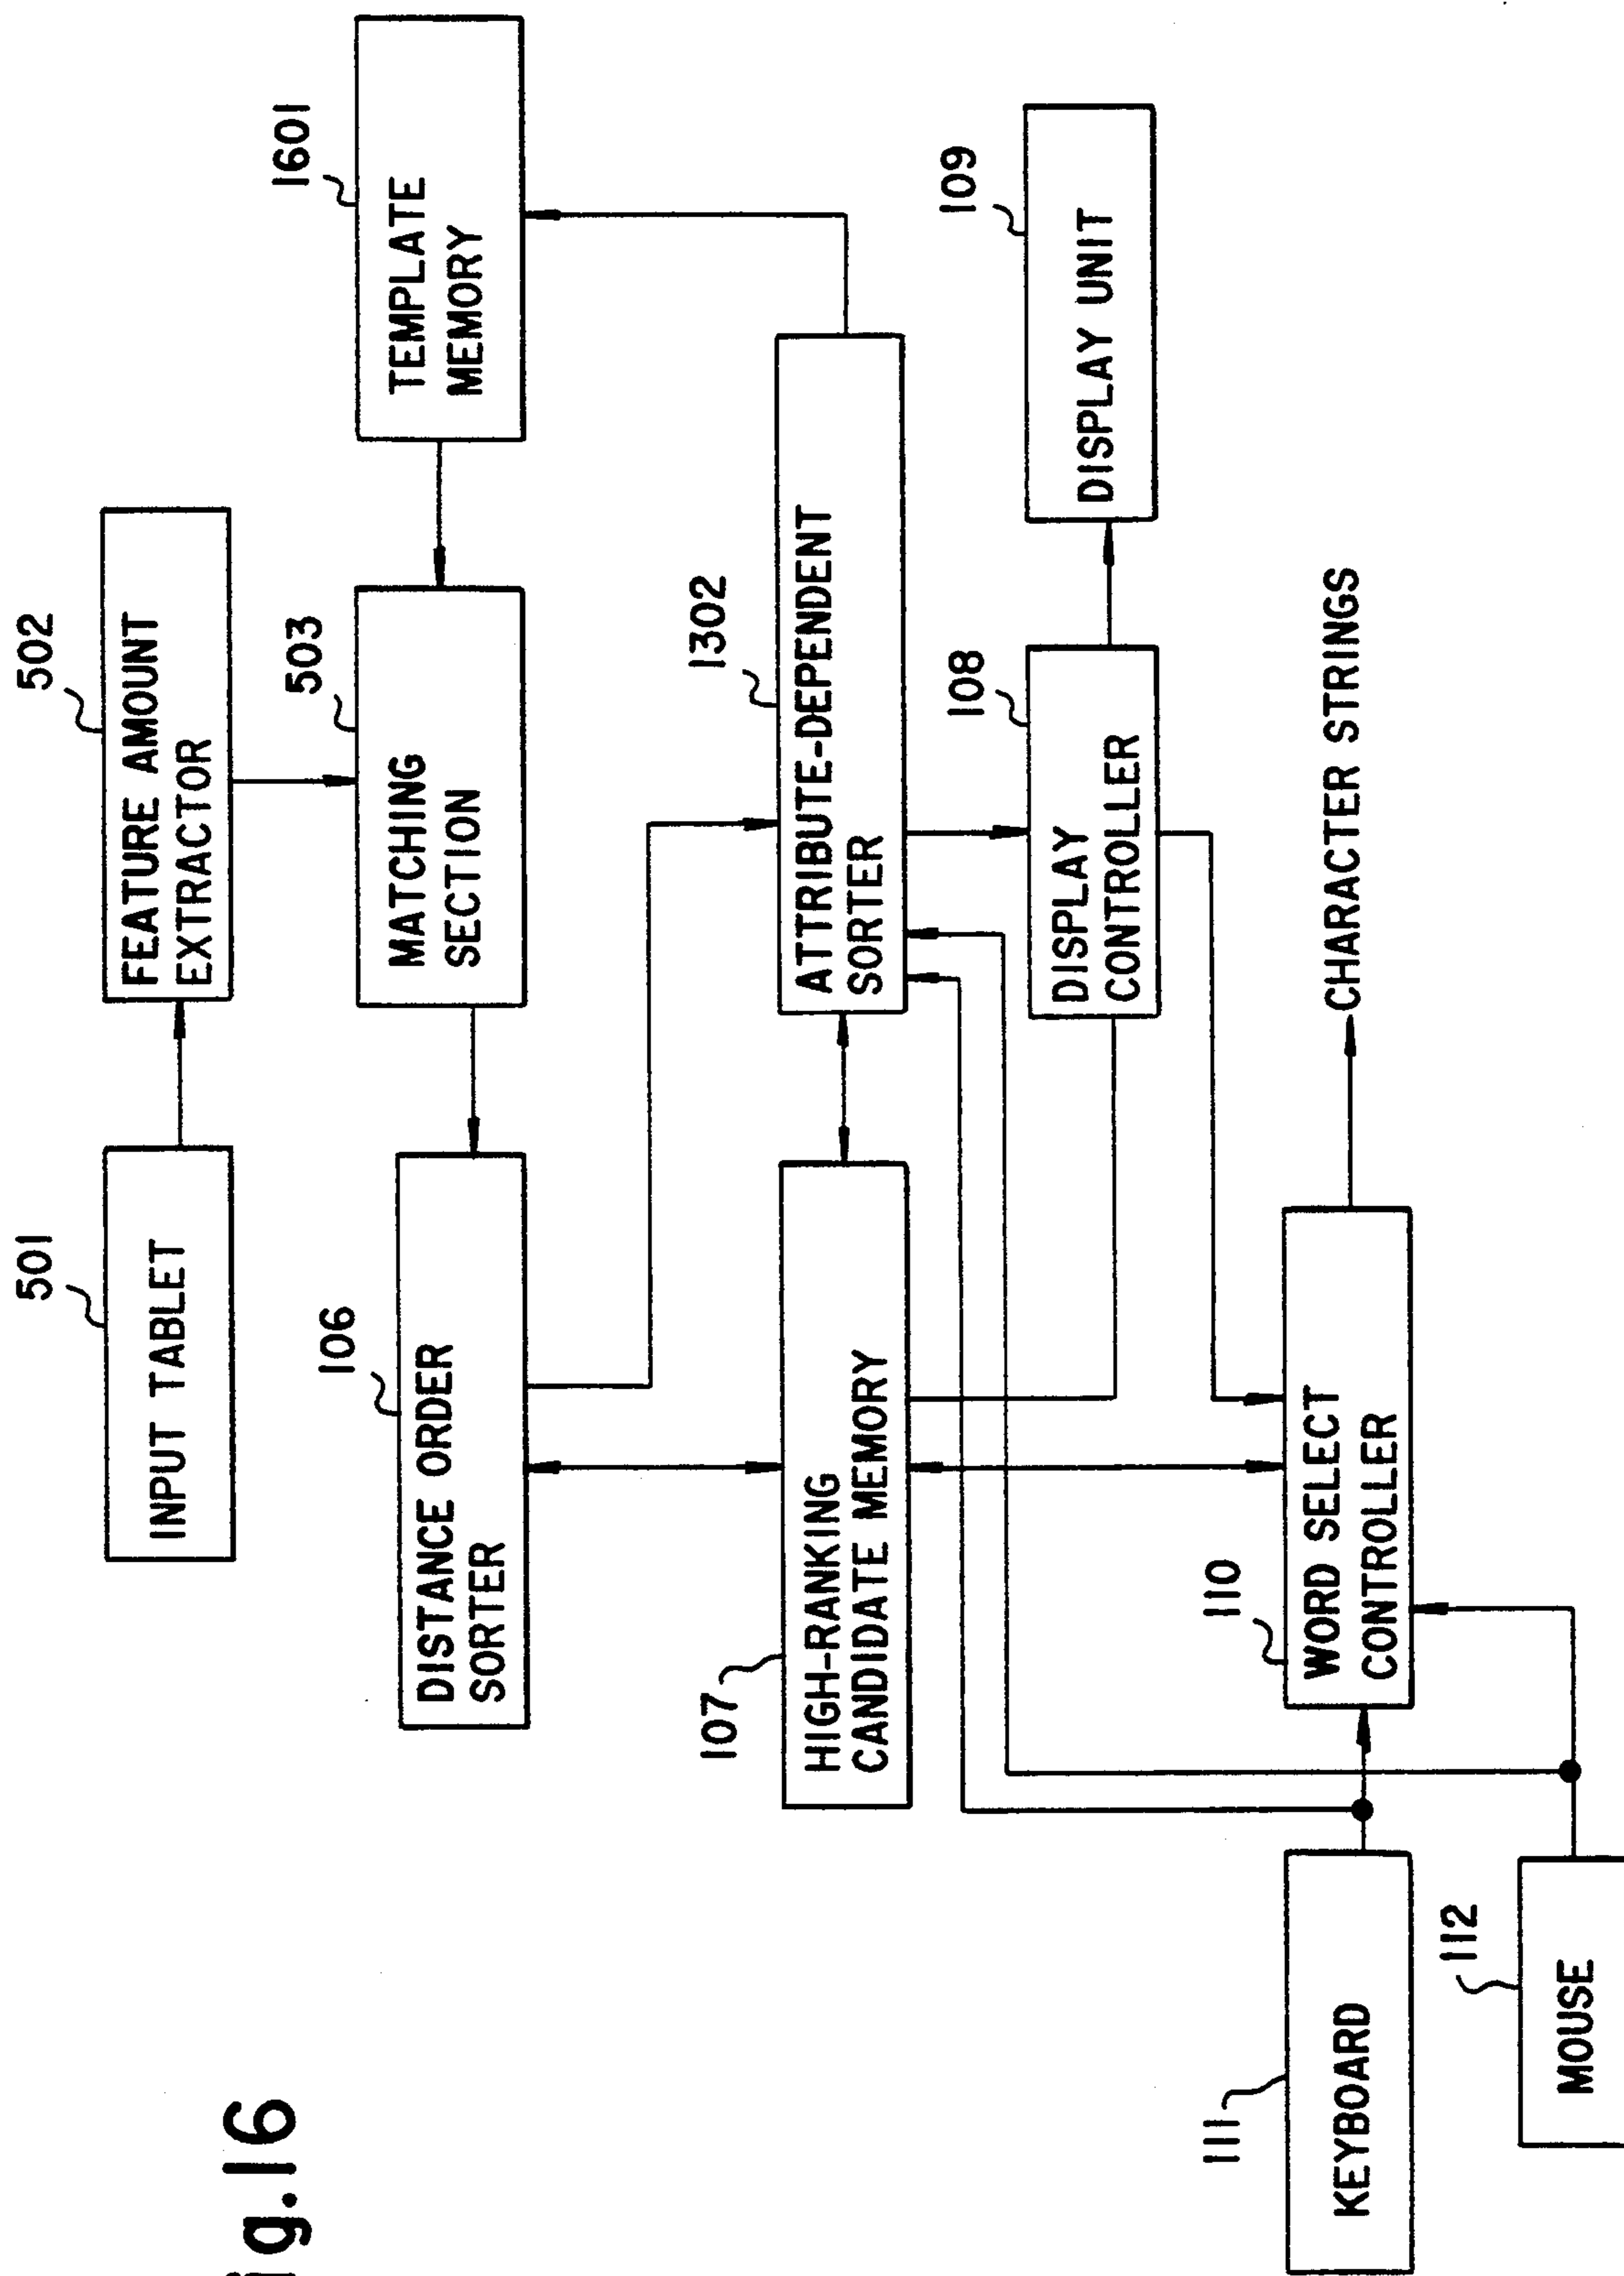 ig.16
501
INPUT TABLET
502
FEATURE AMOUNT
EXTRACTOR
503
MATCHING
SECTION
1601
TEMPLATE
MEMORY
106
DISTANCE ORDER
SORTER
107
HIGH-RANKING
CANDIDATE MEMORY
1302
ATTRIBUTE-DEPENDENT
SORTER
108
DISPLAY
CONTROLLER
109
DISPLAY UNIT
111
KEYBOARD
110
WORD SELECT
CONTROLLER
CHARACTER STRINGS
112
MOUSE